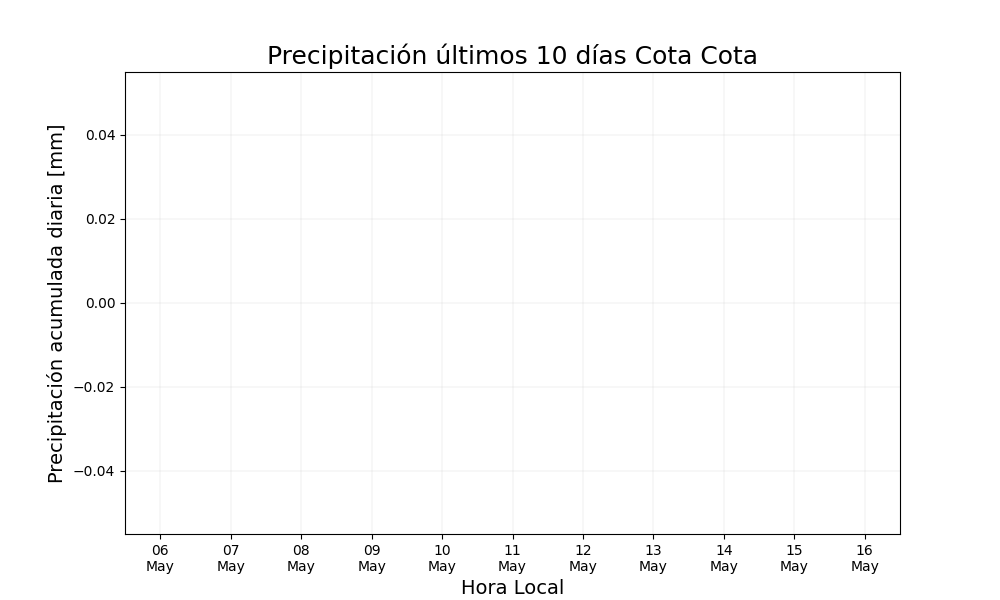 Precipitación últimos 10 días Cota Cota
Precipitación acumulada diaria [mm]
0.04
0.02
0.00
−0.02
−0.04
06 07 08 09 10 11 12 13 14 15 16
May May May May May May May May May May May
Hora Local